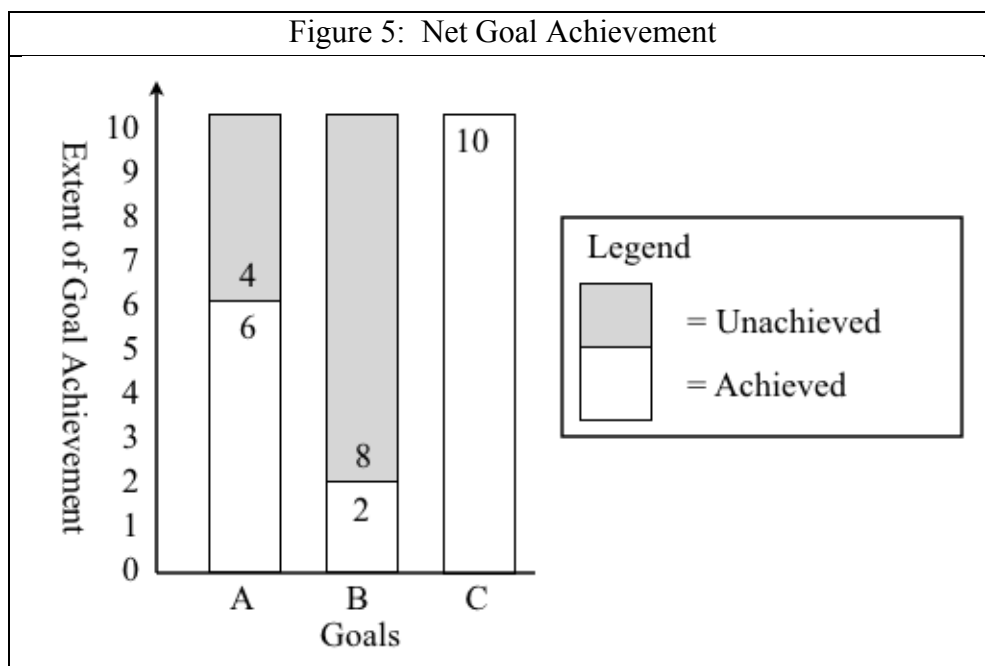 Figure 5:  Net Goal Achievement
Extent of Goal Achievement
10
9
8
7
6
5
4
3
2
1
0
4
6
8
2
10
A B C
Goals
Legend
= Unachieved
= Achieved